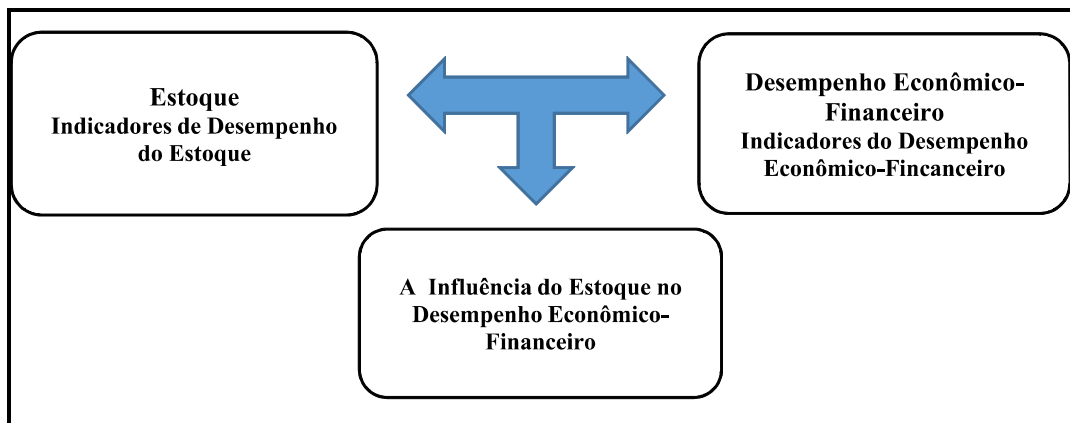 Estoque
Indicadores de Desempenho
do Estoque
Desempenho Econômico-
Financeiro
Indicadores do Desempenho
Econômico-Fincanceiro
A Influência do Estoque no
Desempenho Econômico-
Financeiro